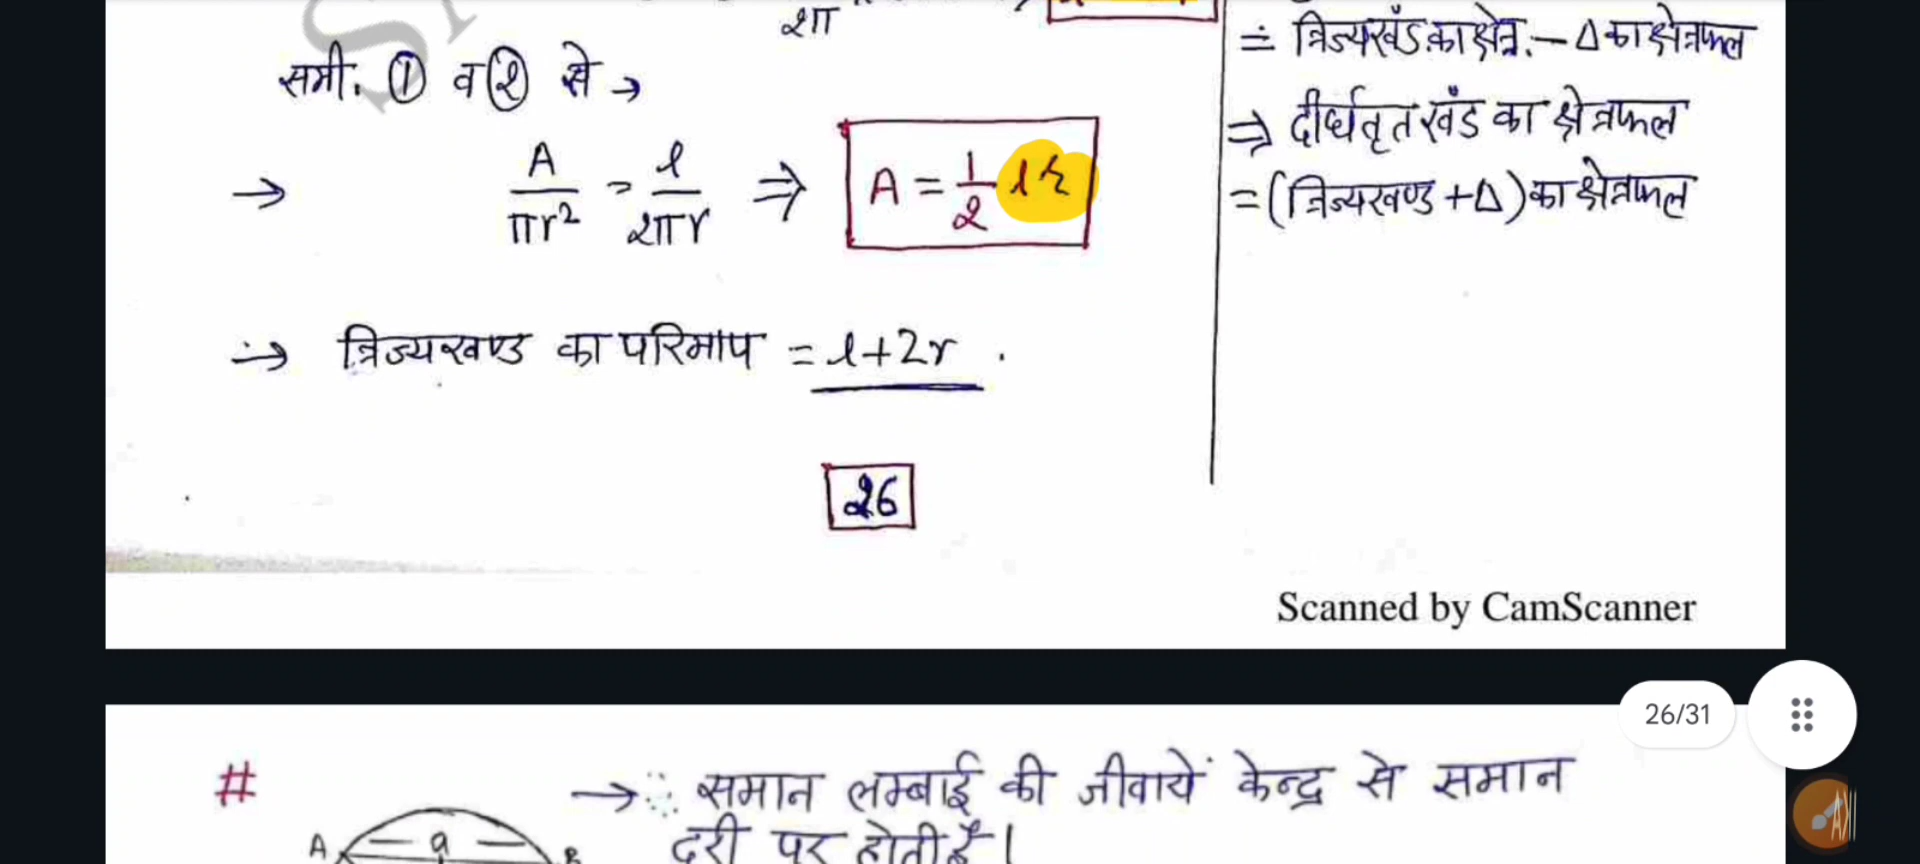 2π
समी. ① व ② से →
→ A/πr² = l/2πr ⇒ A = 1/2 lr
∴→ त्रिज्यखण्ड का परिमाप = l+2r .
26
= त्रिज्यखंड का क्षेत्र. - Δ का क्षेत्रफल
⇒ दीर्घवृतखंड का क्षेत्रफल
= (त्रिज्यखण्ड + Δ) का क्षेत्रफल
Scanned by CamScanner
26/31
# →∴ समान लम्बाई की जीवायें केन्द्र से समान
दूरी पर होती है।
A a B